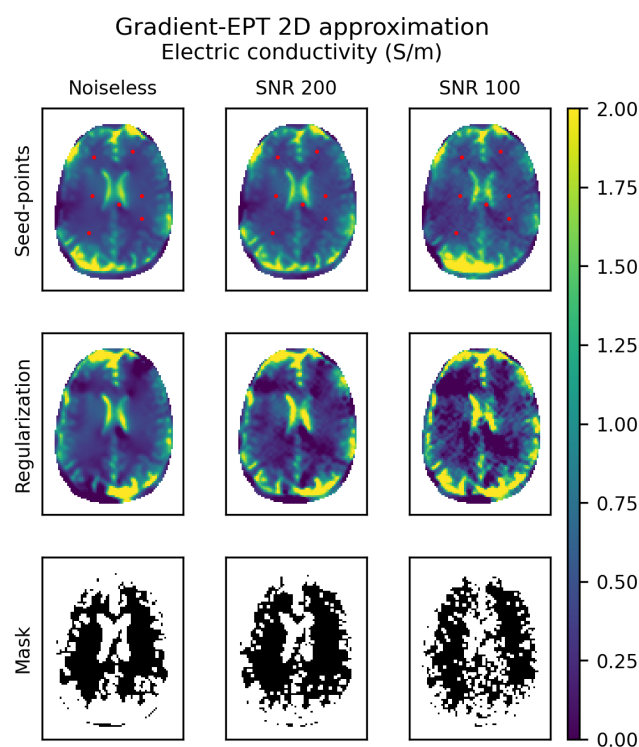 Gradient-EPT 2D approximation
Electric conductivity (S/m)
Noiseless
SNR 200
SNR 100
Seed-points
Regularization
Mask
2.00
1.75
1.50
1.25
1.00
0.75
0.50
0.25
0.00